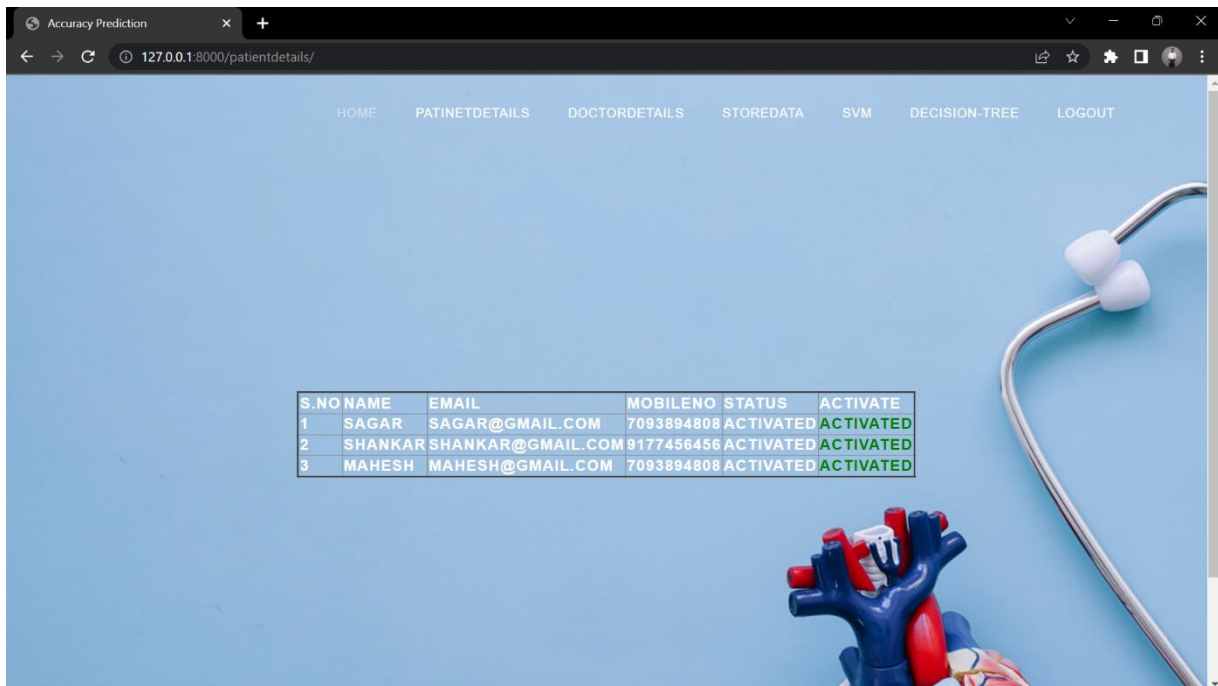 Accuracy Prediction
127.0.0.1:8000/patientdetails/
HOME PATINETDETAILS DOCTORDETAILS STOREDATA SVM DECISION-TREE LOGOUT
S.NO NAME EMAIL MOBILENO STATUS ACTIVATE
1 SAGAR SAGAR@GMAIL.COM 7093894808 ACTIVATED ACTIVATED
2 SHANKAR SHANKAR@GMAIL.COM 9177456456 ACTIVATED ACTIVATED
3 MAHESH MAHESH@GMAIL.COM 7093894808 ACTIVATED ACTIVATED